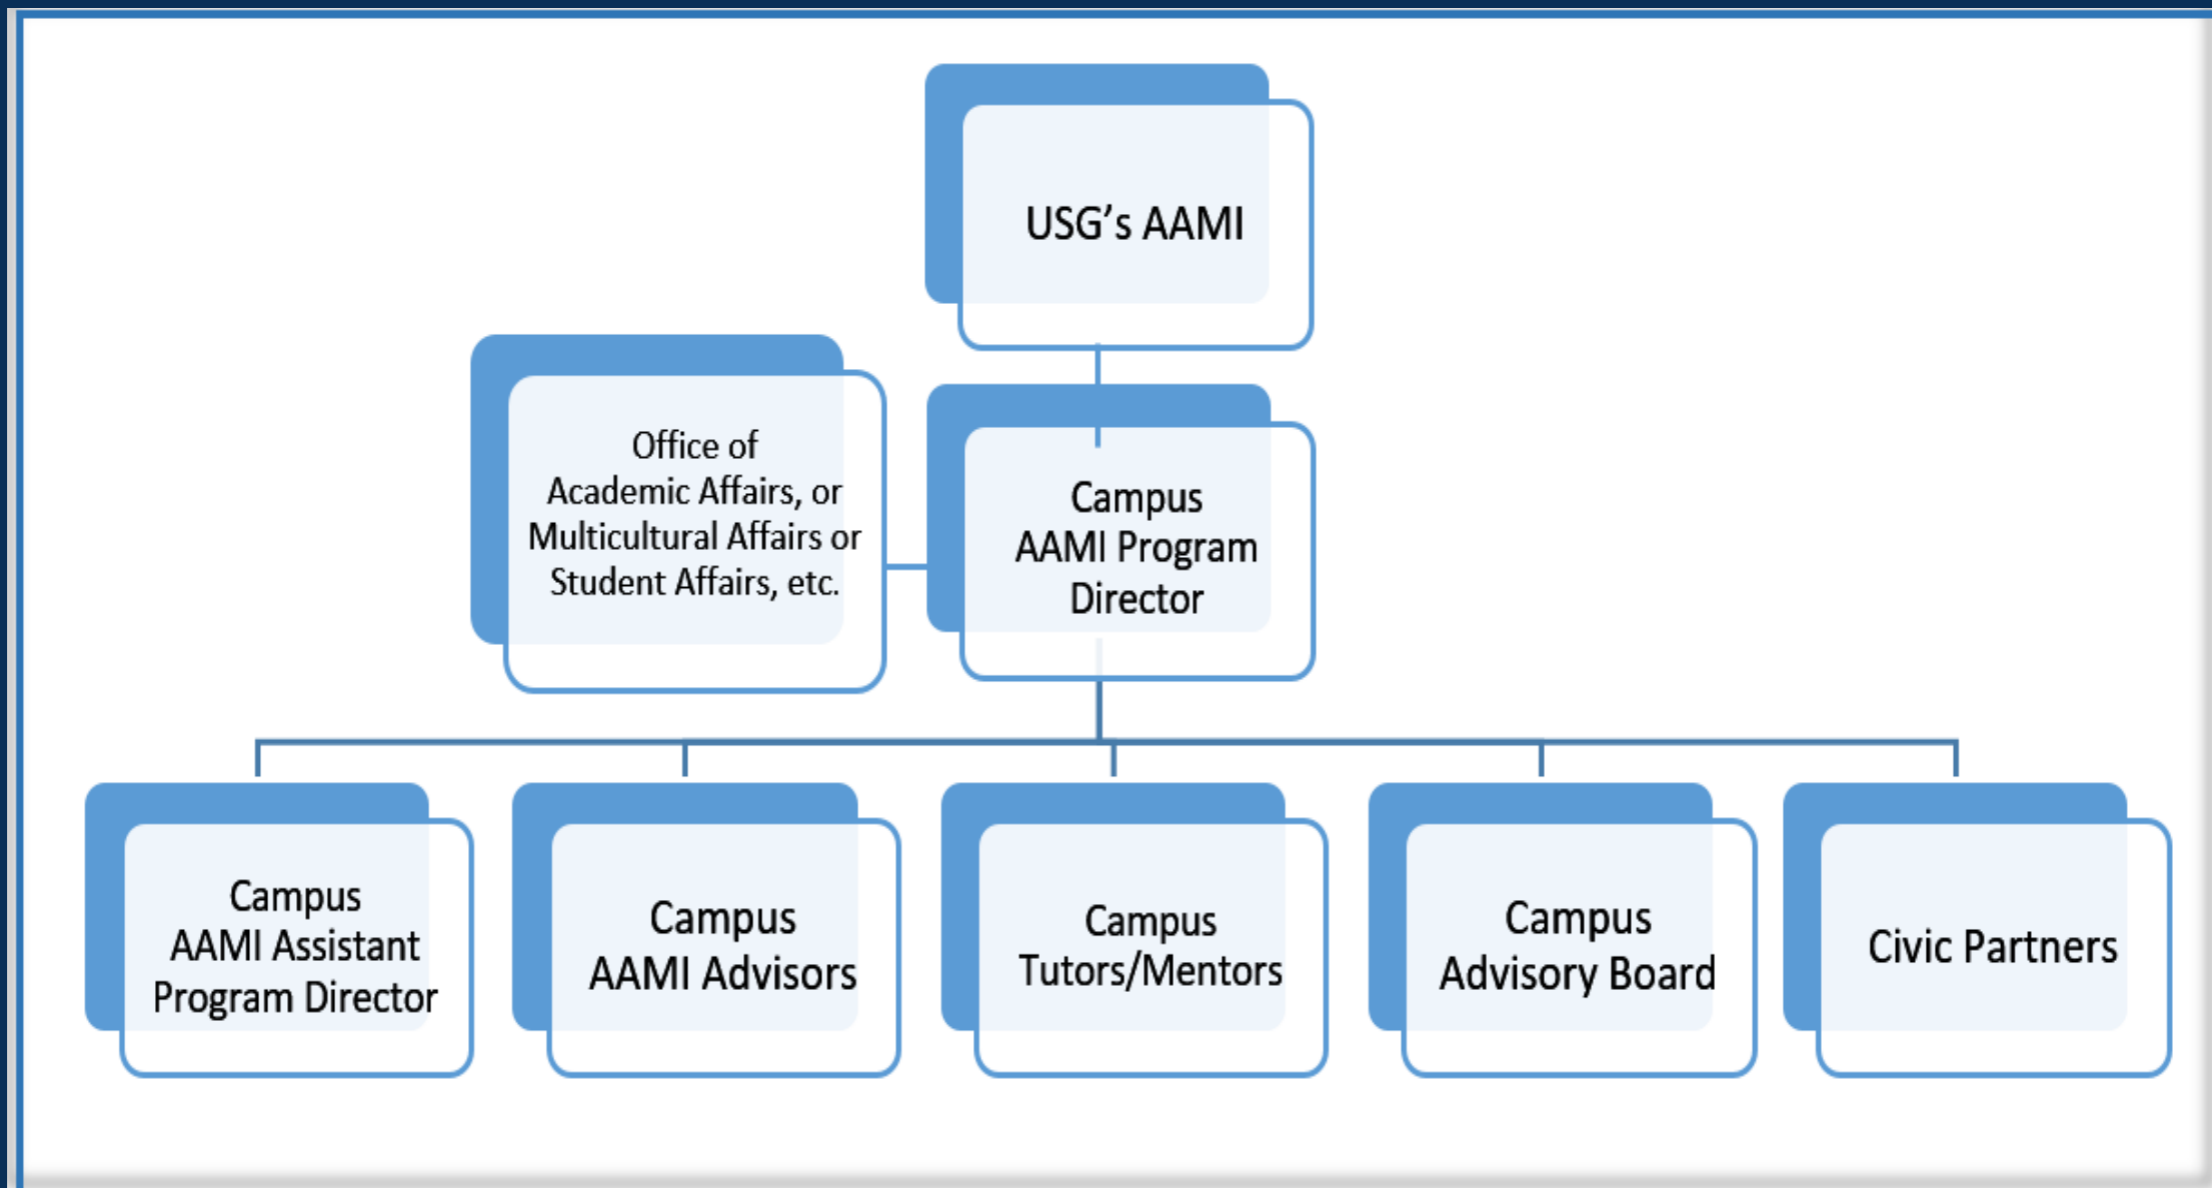 USG’s AAMI
Office of
Academic Affairs, or
Multicultural Affairs or
Student Affairs, etc.
Campus
AAMI Program
Director
Campus
AAMI Assistant
Program Director
Campus
AAMI Advisors
Campus
Tutors/Mentors
Campus
Advisory Board
Civic Partners